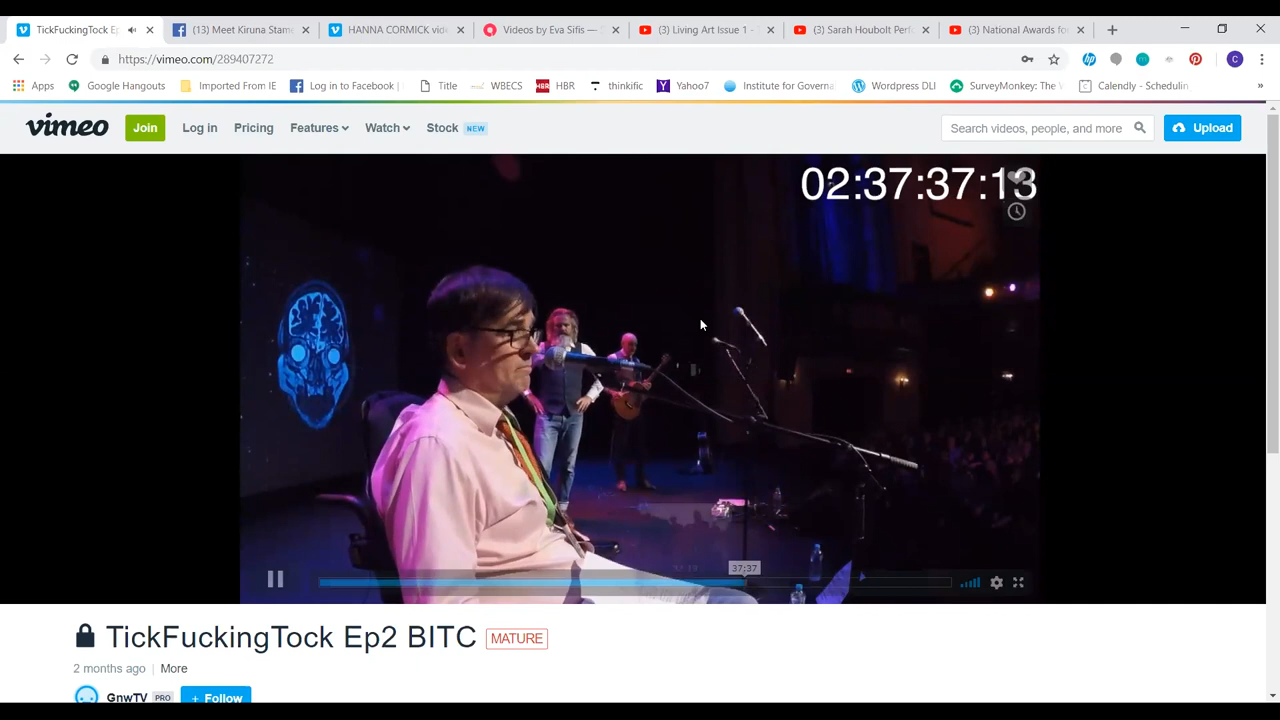 TickFuckingTock Ep
(13) Meet Kiruna Stame
HANNA CORMICK vid
Videos by Eva Sifis —
(3) Living Art Issue 1 -
(3) Sarah Houbolt Perf
(3) National Awards for
https://vimeo.com/289407272
Apps
Google Hangouts
Imported From IE
Log in to Facebook |
Title
WBECS
HBR HBR
thinkific
Yahoo7
Institute for Governa
Wordpress DLI
SurveyMonkey: The
Calendly - Schedulin
»
vimeo
Join
Log in
Pricing
Features
Watch
Stock NEW
Search videos, people, and more
Upload
02:37:37:13
37:37
TickFuckingTock Ep2 BITC MATURE
2 months ago | More
GnwTV PRO + Follow